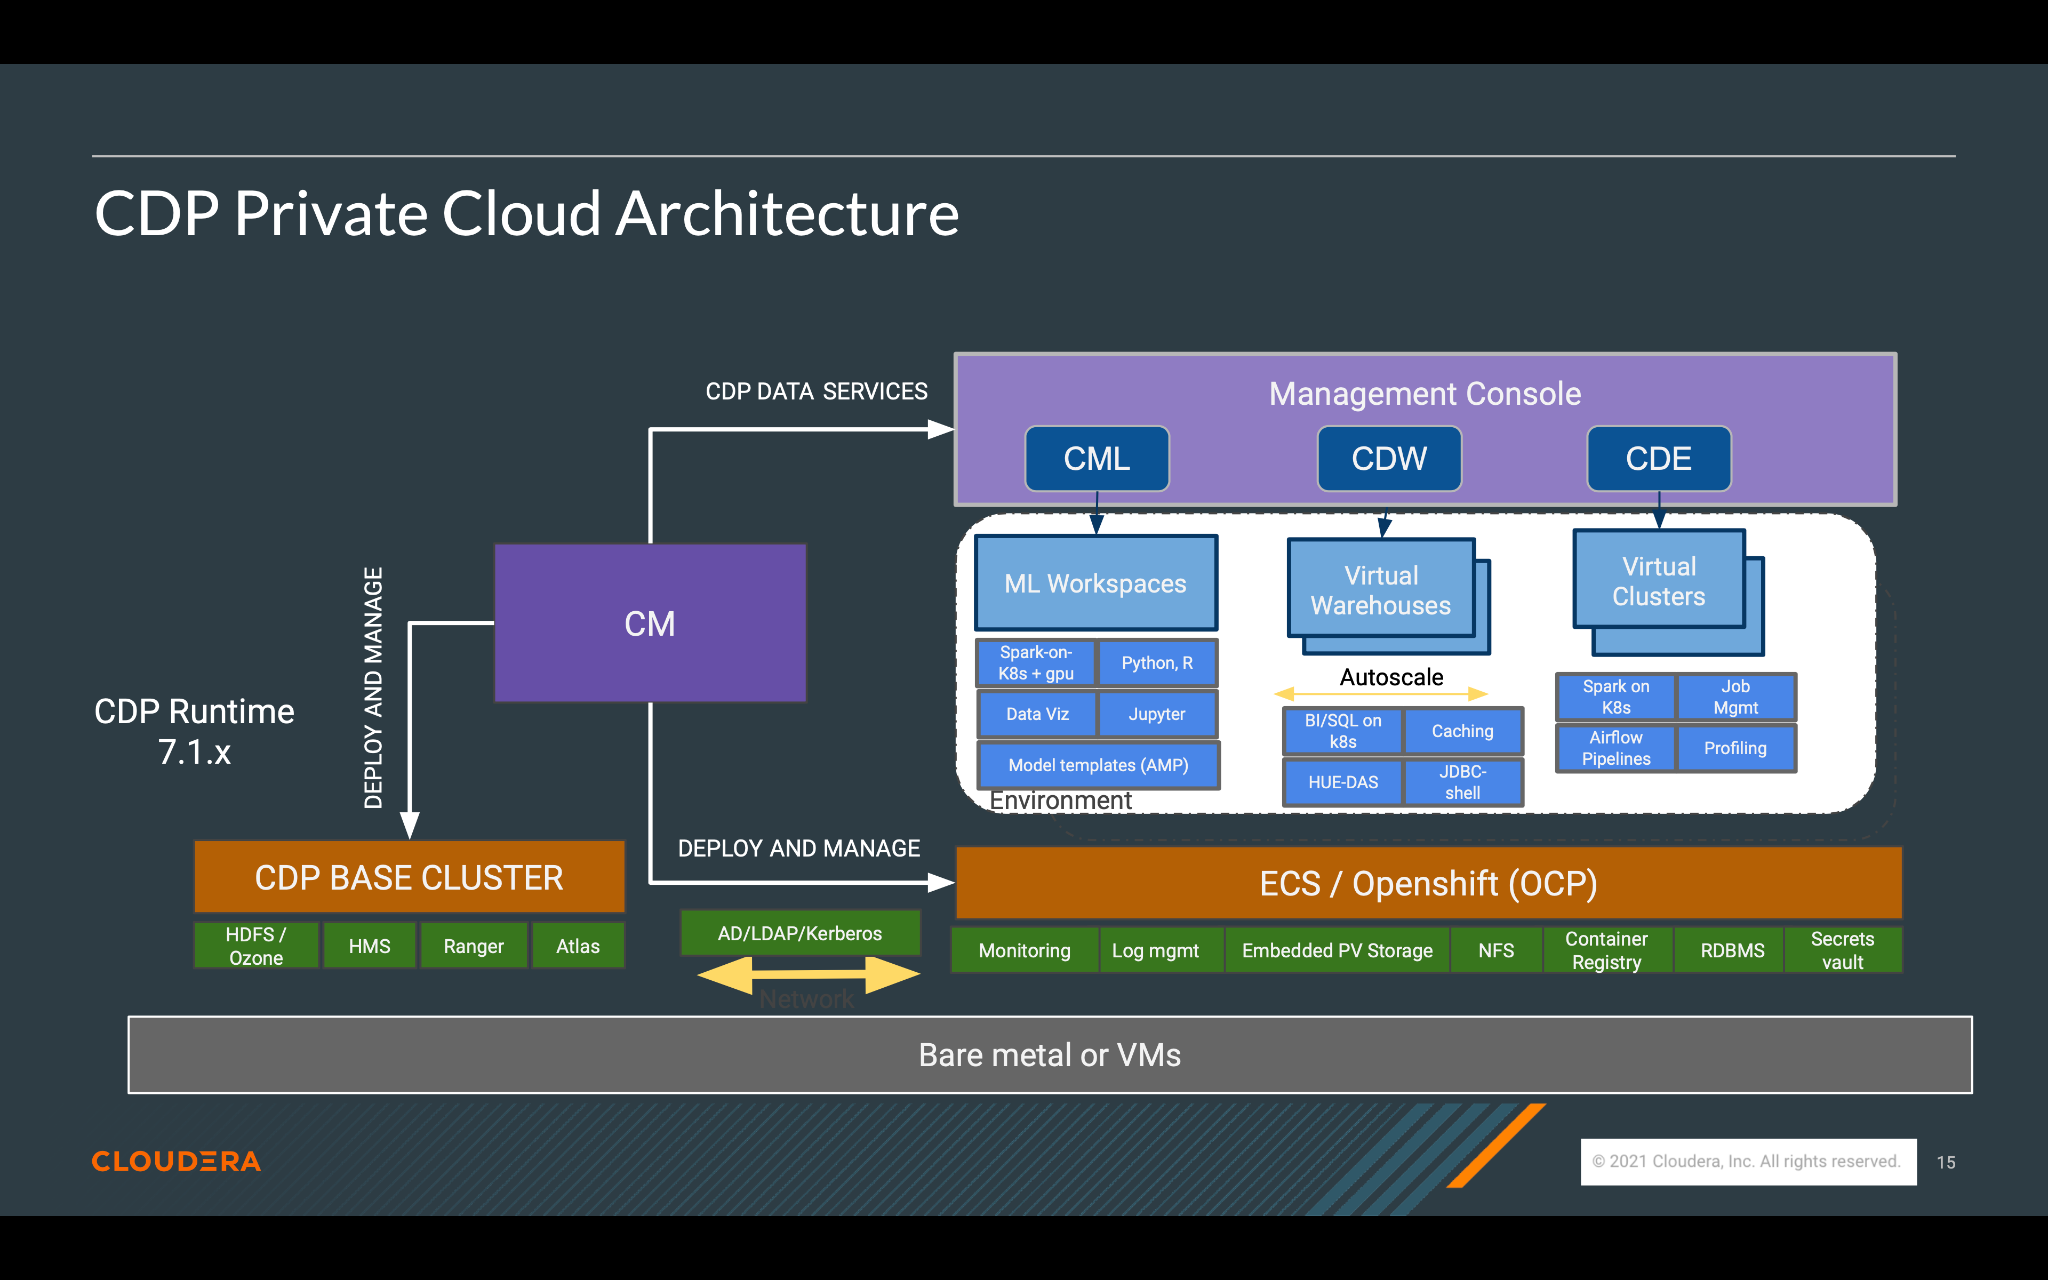 CDP Private Cloud Architecture
CDP DATA SERVICES
Management Console
CML
CDW
CDE
DEPLOY AND MANAGE
CM
CDP Runtime
7.1.x
ML Workspaces
Spark-on-
K8s + gpu
Python, R
Data Viz
Jupyter
Model templates (AMP)
Environment
Virtual
Warehouses
Autoscale
BI/SQL on
k8s
Caching
HUE-DAS
JDBC-
shell
Virtual
Clusters
Spark on
K8s
Job
Mgmt
Airflow
Pipelines
Profiling
CDP BASE CLUSTER
HDFS /
Ozone
HMS
Ranger
Atlas
DEPLOY AND MANAGE
AD/LDAP/Kerberos
Network
ECS / Openshift (OCP)
Monitoring
Log mgmt
Embedded PV Storage
NFS
Container
Registry
RDBMS
Secrets
vault
Bare metal or VMs
CLOUDERA
© 2021 Cloudera, Inc. All rights reserved.
15